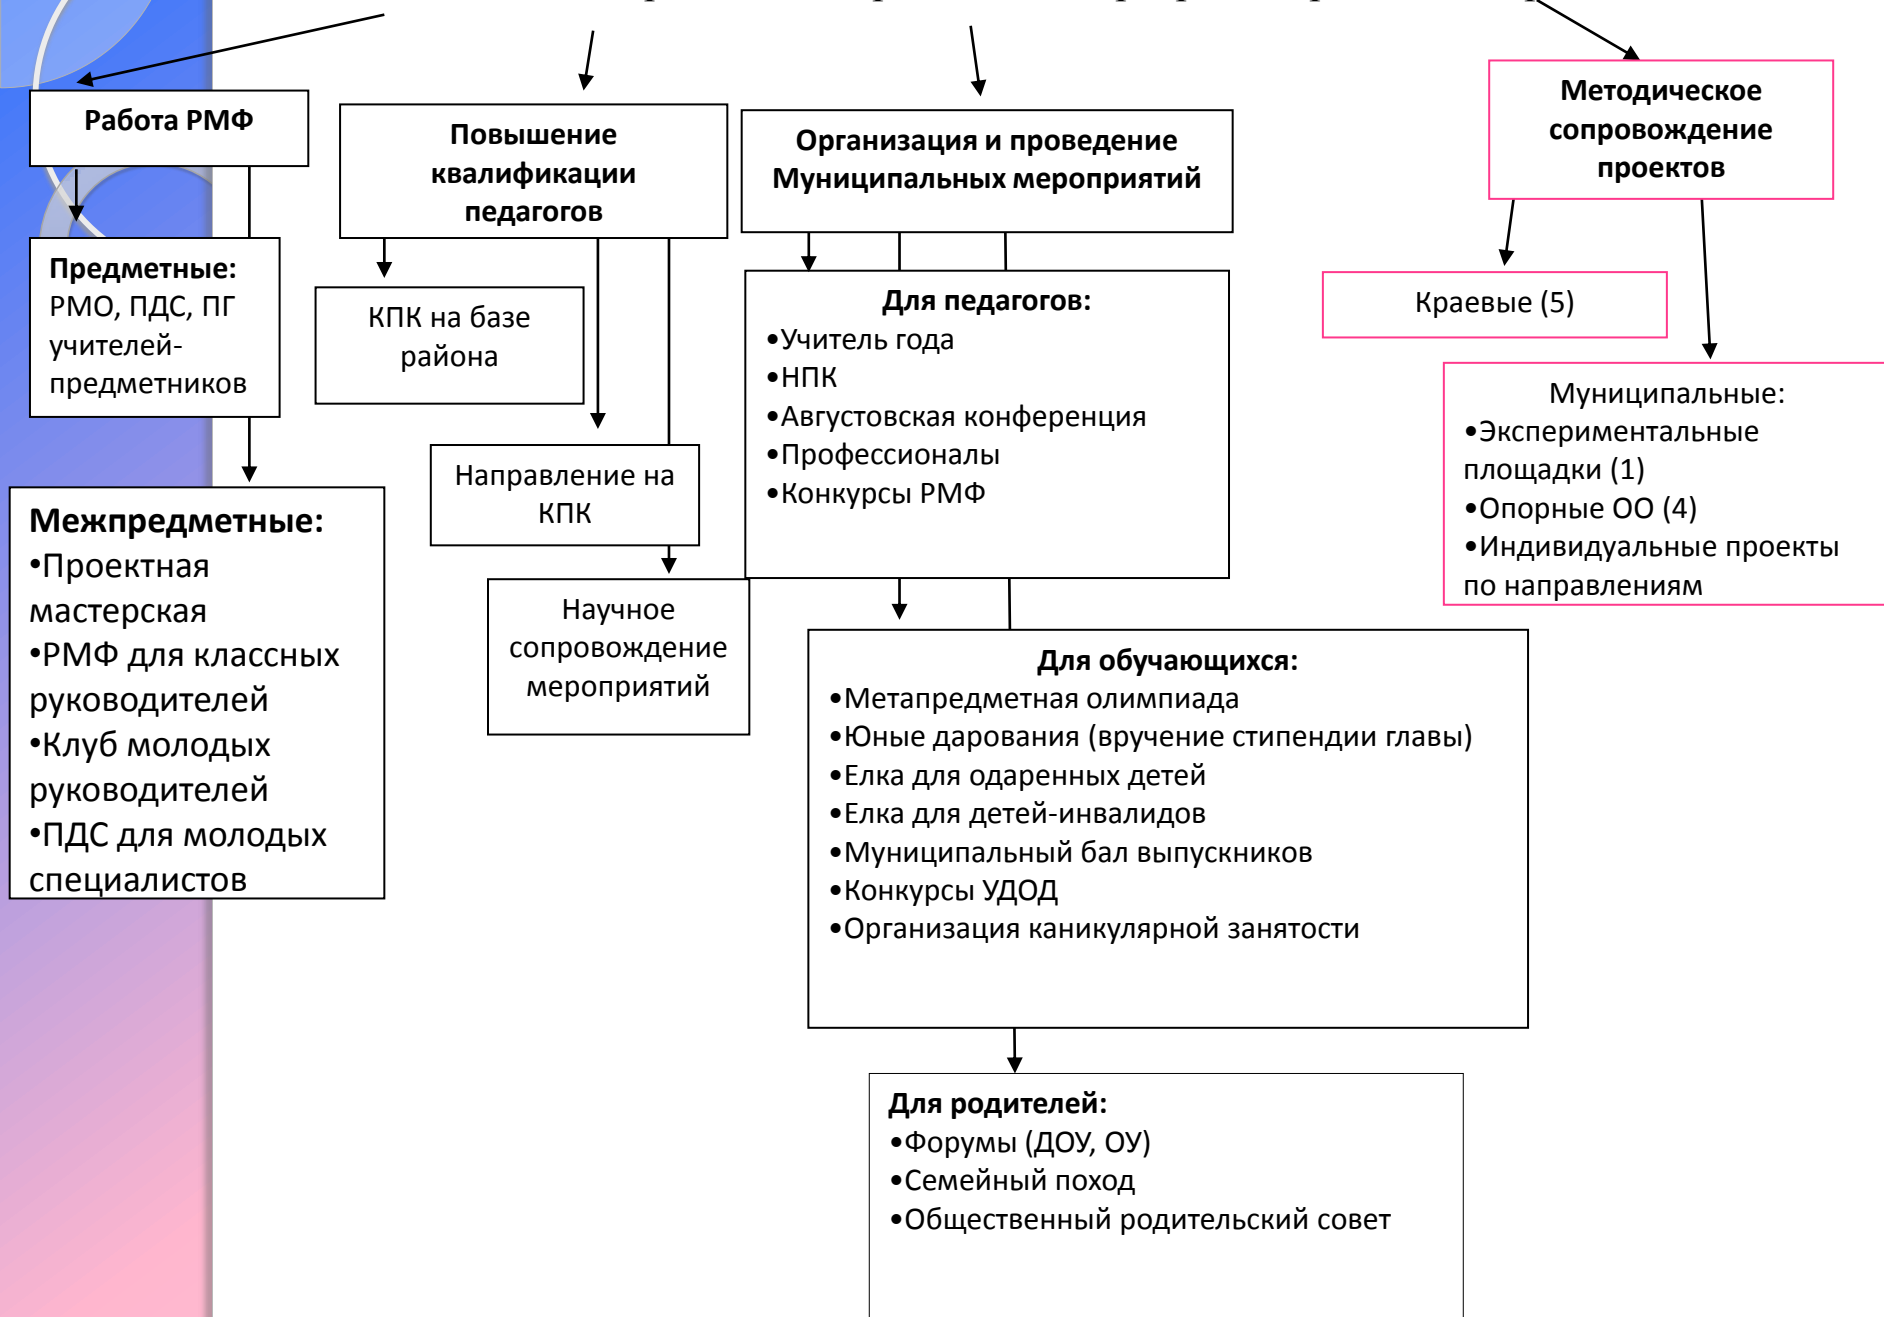 Работа РМФ
Предметные:
РМО, ПДС, ПГ
учителей-
предметников
Межпредметные:
•Проектная
мастерская
•РМФ для классных
руководителей
•Клуб молодых
руководителей
•ПДС для молодых
специалистов
Повышение
квалификации
педагогов
КПК на базе
района
Направление на
КПК
Научное
сопровождение
мероприятий
Организация и проведение
Муниципальных мероприятий
Для педагогов:
•Учитель года
•НПК
•Августовская конференция
•Профессионалы
•Конкурсы РМФ
Для обучающихся:
•Метапредметная олимпиада
•Юные дарования (вручение стипендии главы)
•Елка для одаренных детей
•Елка для детей-инвалидов
•Муниципальный бал выпускников
•Конкурсы УДОД
•Организация каникулярной занятости
Для родителей:
•Форумы (ДОУ, ОУ)
•Семейный поход
•Общественный родительский совет
Методическое
сопровождение
проектов
Краевые (5)
Муниципальные:
•Экспериментальные
площадки (1)
•Опорные ОО (4)
•Индивидуальные проекты
по направлениям